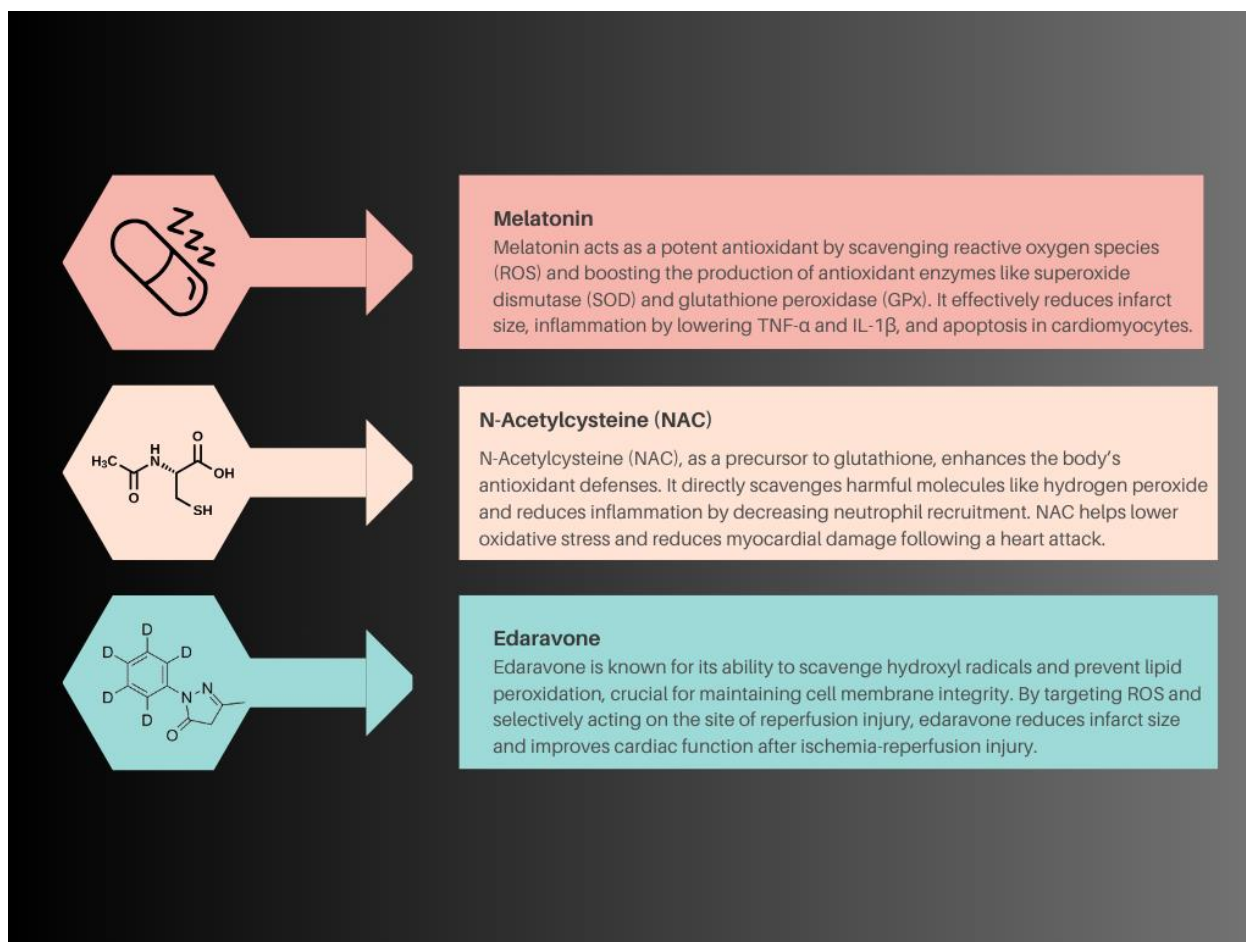 Z
Z
Z
Z
Melatonin
Melatonin acts as a potent antioxidant by scavenging reactive oxygen species
(ROS) and boosting the production of antioxidant enzymes like superoxide
dismutase (SOD) and glutathione peroxidase (GPx). It effectively reduces infarct
size, inflammation by lowering TNF-α and IL-1β, and apoptosis in cardiomyocytes.
H₃C
O
H
N
O
OH
SH
N-Acetylcysteine (NAC)
N-Acetylcysteine (NAC), as a precursor to glutathione, enhances the body’s
antioxidant defenses. It directly scavenges harmful molecules like hydrogen peroxide
and reduces inflammation by decreasing neutrophil recruitment. NAC helps lower
oxidative stress and reduces myocardial damage following a heart attack.
D
D
D
D
D
N
N
O
Edaravone
Edaravone is known for its ability to scavenge hydroxyl radicals and prevent lipid
peroxidation, crucial for maintaining cell membrane integrity. By targeting ROS and
selectively acting on the site of reperfusion injury, edaravone reduces infarct size
and improves cardiac function after ischemia-reperfusion injury.